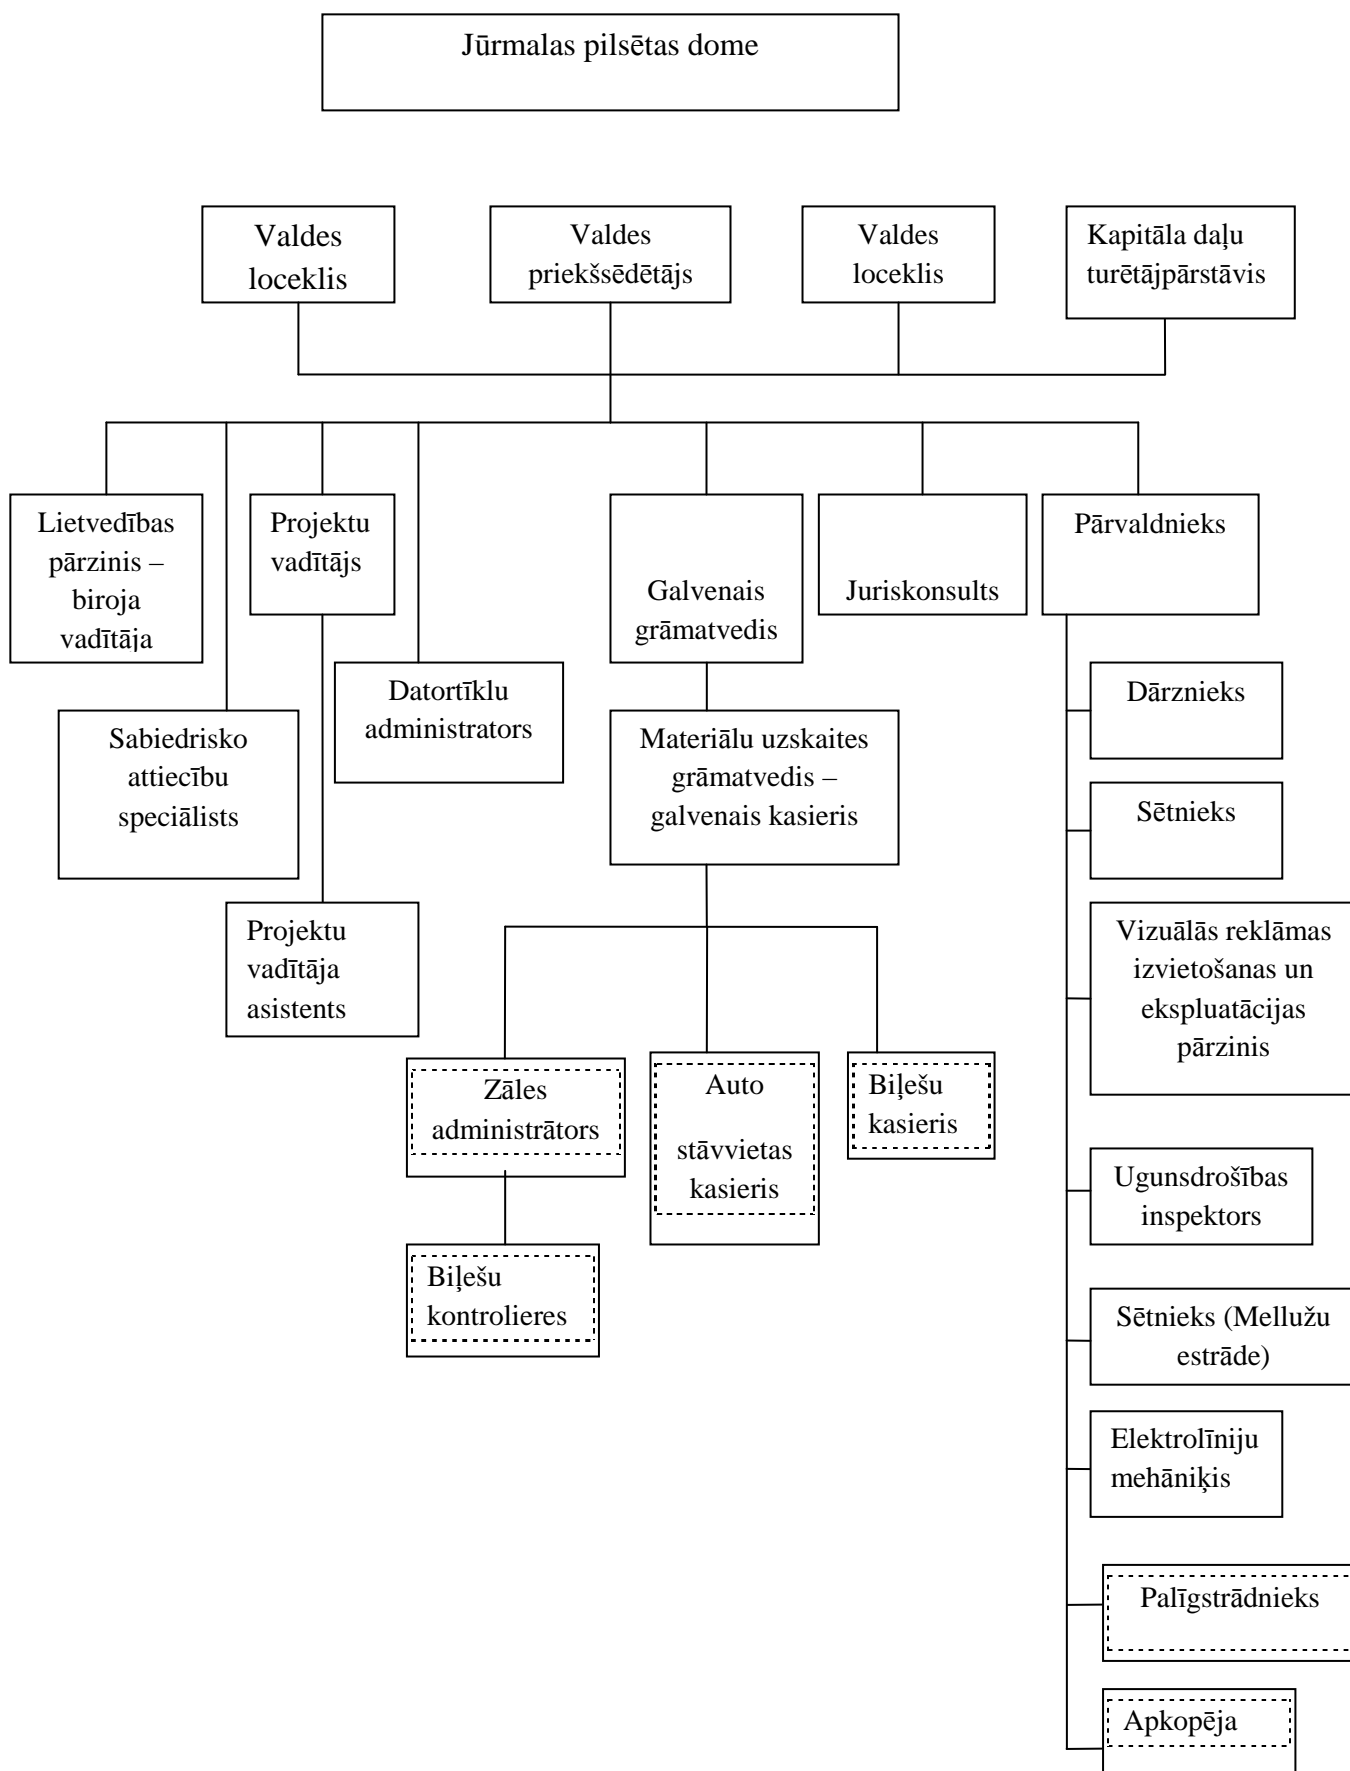 Jūrmalas pilsētas dome
Valdes
loceklis
Valdes
priekšsēdētājs
Valdes
loceklis
Kapitāla daļu
turētājpārstāvis
Lietvedības
pārzinis –
biroja
vadītāja
Projektu
vadītājs
Galvenais
grāmatvedis
Juriskonsults
Pārvaldnieks
Datortīklu
administrators
Sabiedrisko
attiecību
speciālists
Materiālu uzskaites
grāmatvedis –
galvenais kasieris
Dārznieks
Sētnieks
Projektu
vadītāja
asistents
Vizuālās reklāmas
izvietošanas un
ekspluatācijas
pārzinis
Zāles
administrātors
Auto
stāvvietas
kasieris
Biļešu
kasieris
Ugunsdrošības
inspektors
Biļešu
kontrolieres
Sētnieks (Mellužu
estrāde)
Elektrolīniju
mehāniķis
Palīgstrādnieks
Apkopēja